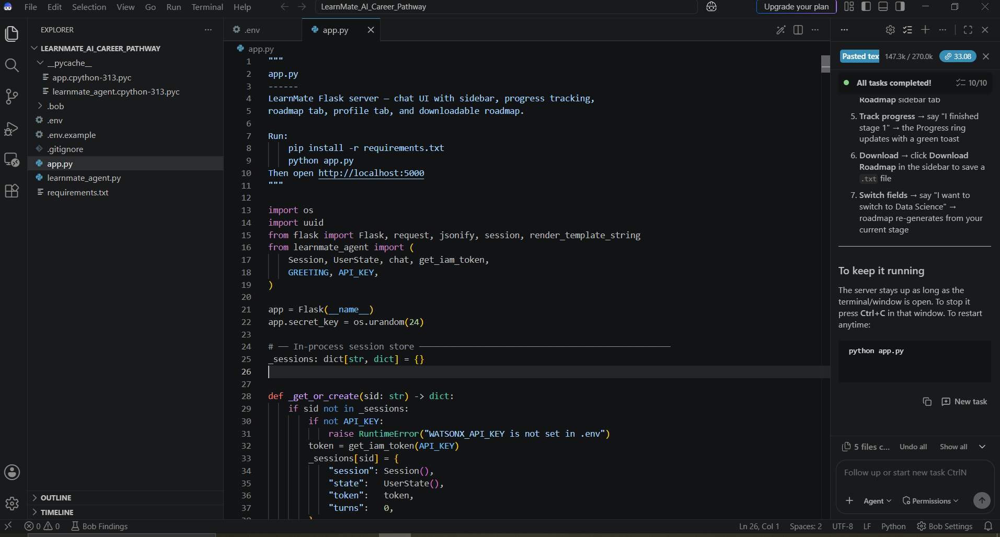 File Edit Selection View Go Run Terminal Help
LearnMate_AI_Career_Pathway
Upgrade your plan
EXPLORER
LEARNMATE_AI_CAREER_PATHWAY
__pycache__
app.cpython-313.pyc
learnmate_agent.cpython-313.pyc
.bob
.env
.env.example
.gitignore
app.py
learnmate_agent.py
requirements.txt
OUTLINE
TIMELINE
.env
app.py
app.py
1 """
2 app.py
3 ------
4 LearnMate Flask server — chat UI with sidebar, progress tracking,
5 roadmap tab, profile tab, and downloadable roadmap.
6
7 Run:
8     pip install -r requirements.txt
9     python app.py
10 Then open http://localhost:5000
11 """
12
13 import os
14 import uuid
15 from flask import Flask, request, jsonify, session, render_template_string
16 from learnmate_agent import (
17     Session, UserState, chat, get_iam_token,
18     GREETING, API_KEY,
19 )
20
21 app = Flask(__name__)
22 app.secret_key = os.urandom(24)
23
24 # —— In-process session store ——————————————————————————————————————————————————
25 _sessions: dict[str, dict] = {}
26
27
28 def _get_or_create(sid: str) -> dict:
29     if sid not in _sessions:
30         if not API_KEY:
31             raise RuntimeError("WATSONX_API_KEY is not set in .env")
32         token = get_iam_token(API_KEY)
33         _sessions[sid] = {
34             "session": Session(),
35             "state":   UserState(),
36             "token":   token,
37             "turns":   0,
38         }
Pasted tex 147.3k / 270.0k 33.08
All tasks completed! 10/10
Roadmap sidebar tab
5. Track progress → say "I finished
stage 1" → the Progress ring
updates with a green toast
6. Download → click Download
Roadmap in the sidebar to save a
.txt file
7. Switch fields → say "I want to
switch to Data Science" →
roadmap re-generates from your
current stage
To keep it running
The server stays up as long as the
terminal/window is open. To stop it
press Ctrl+C in that window. To restart
anytime:
python app.py
New task
5 files c... Undo all Show all
Follow up or start new task CtrlN
Agent Permissions
0 0 Bob Findings
Ln 26, Col 1 Spaces: 2 UTF-8 LF Python Bob Settings